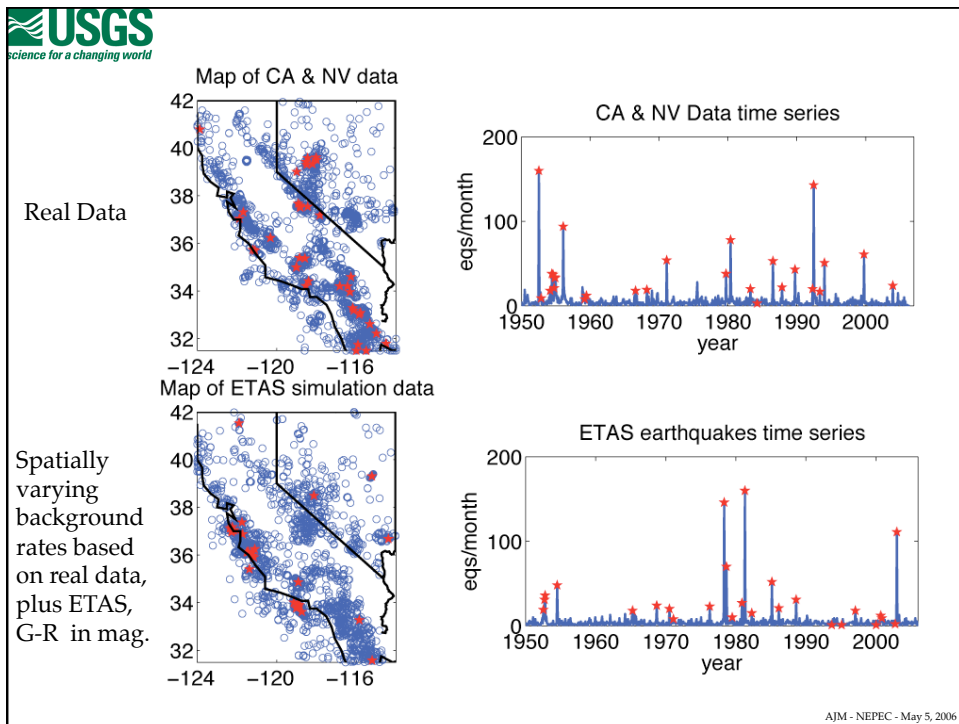 USGS
science for a changing world
Map of CA & NV data
42
40
38
36
34
32
−124
−120
−116
Real Data
CA & NV Data time series
200
100
0
eqs/month
1950
1960
1970
1980
1990
2000
year
Map of ETAS simulation data
42
40
38
36
34
32
−124
−120
−116
Spatially
varying
background
rates based
on real data,
plus ETAS,
G-R in mag.
ETAS earthquakes time series
200
100
0
eqs/month
1950
1960
1970
1980
1990
2000
year
AJM - NEPEC - May 5, 2006